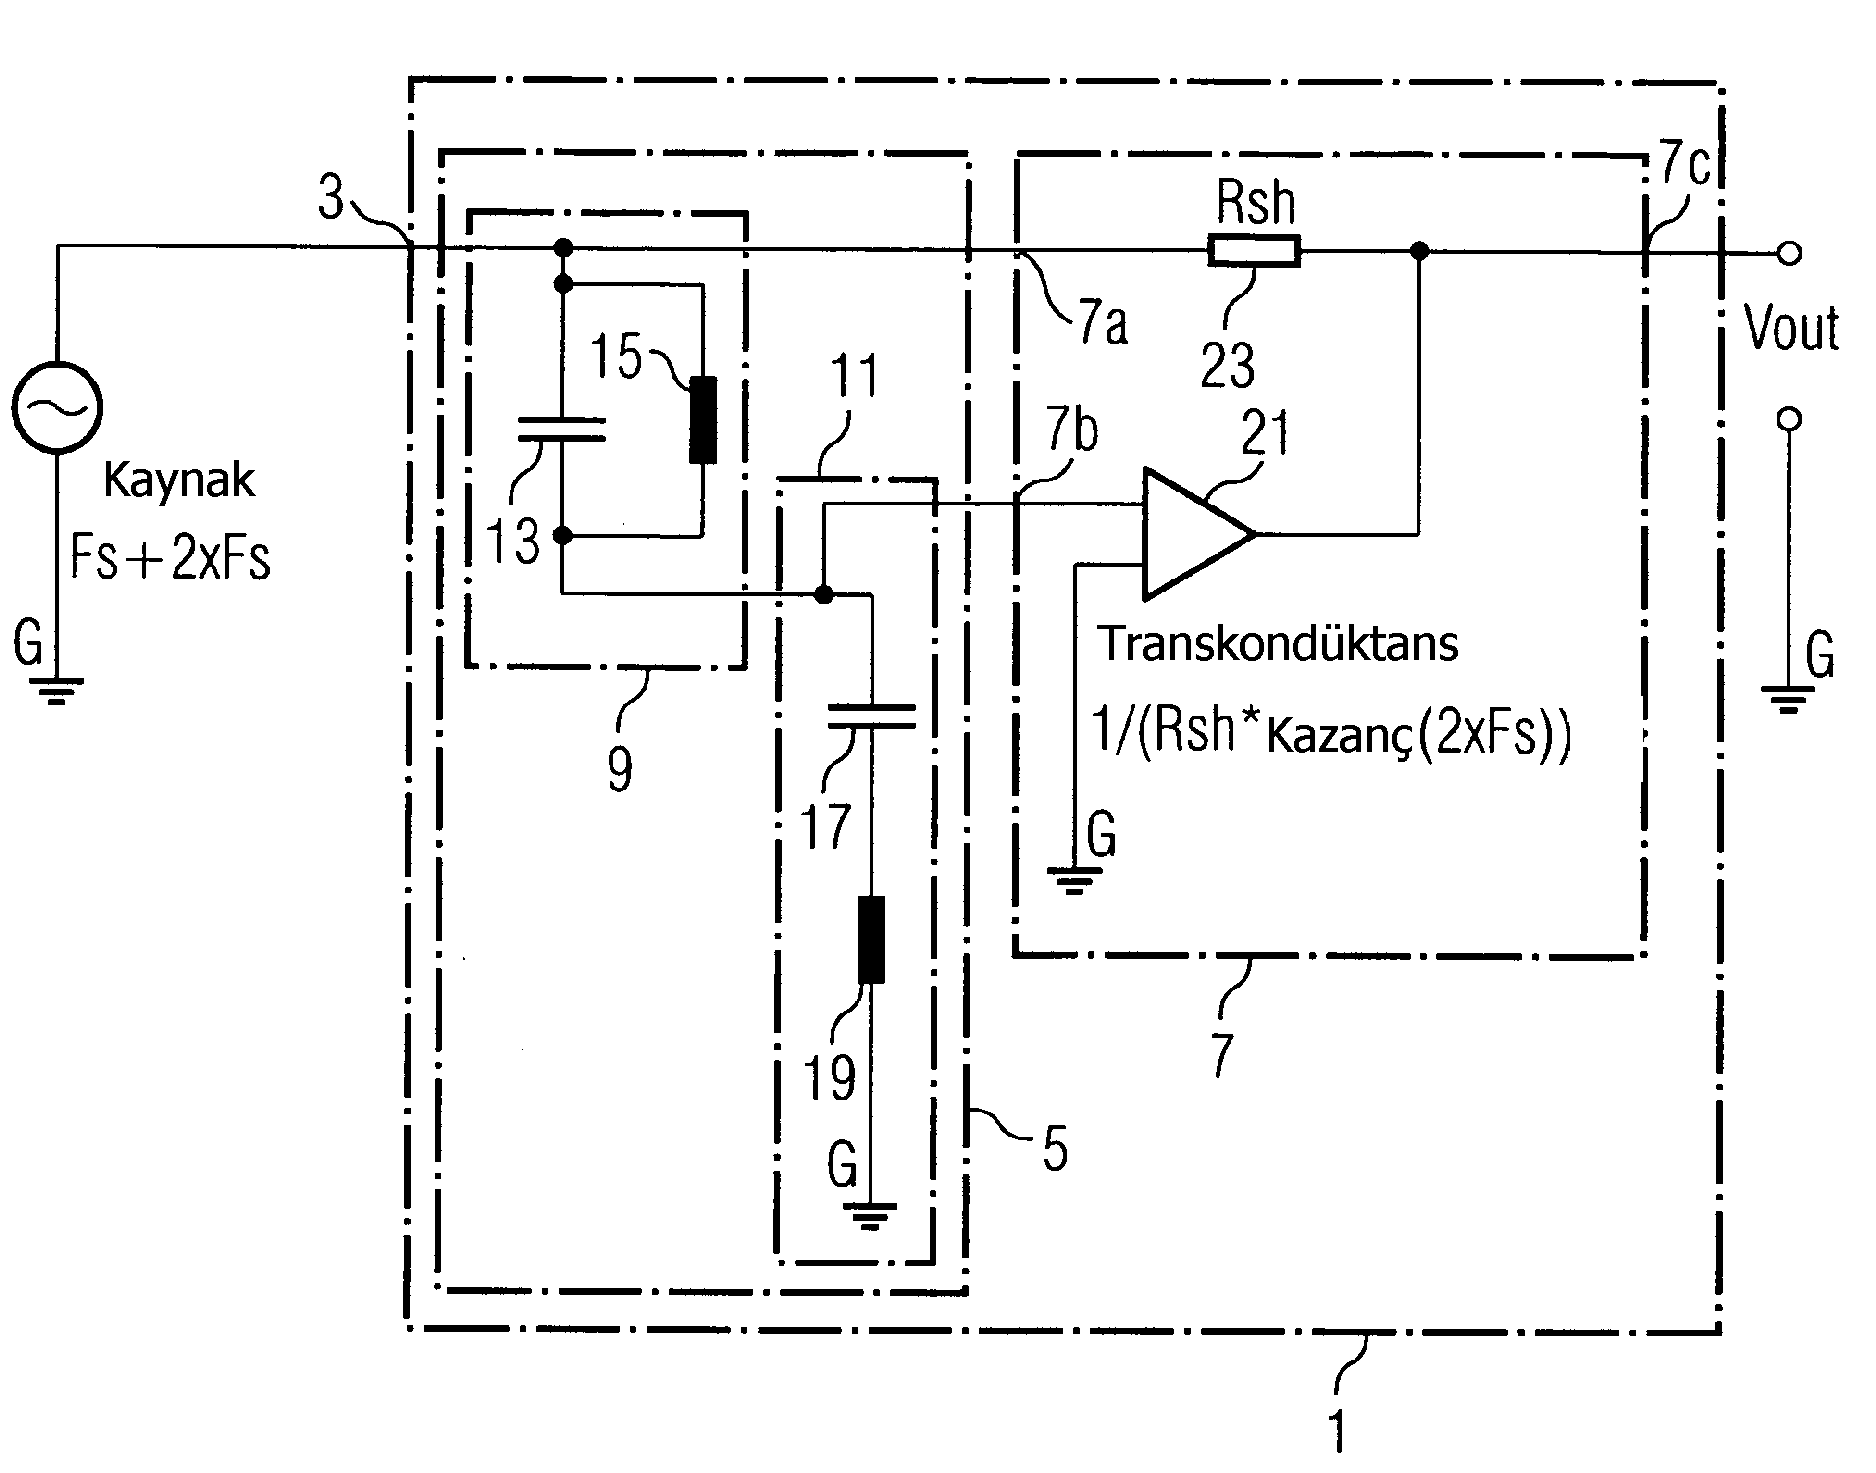 3
Rsh
7c
7a
23
Vout
15
11
7b
21
Kaynak
Fs+2xFs
13
G
Transkondüktans
1/(Rsh*Kazanç(2xFs))
G
9
17
G
19
7
5
G
1